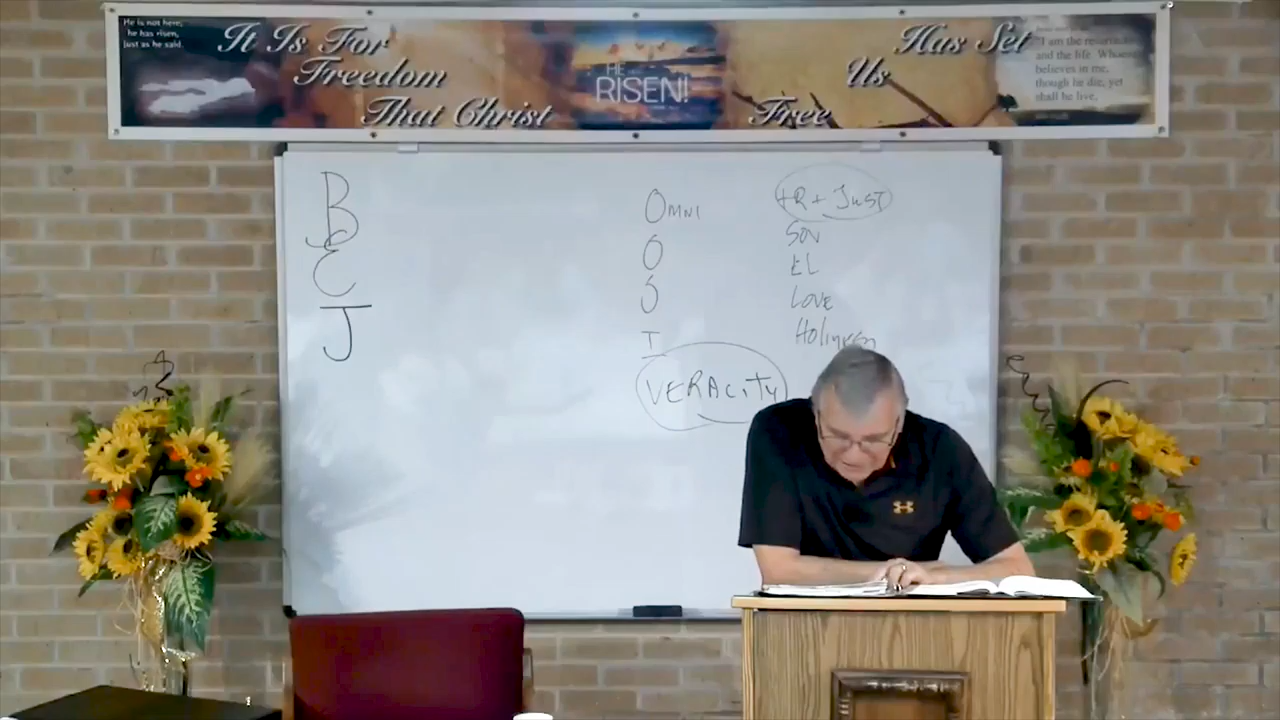 He is not here;
he has risen,
just as he said.
It Is For
Freedom
That Christ
HE
RISEN!
Has Set
Us
Free
"I am the resurrection
and the life. Whoever
believes in me,
though he die, yet
shall he live.
B
E
J
OMNI
O
S
I
VERACITY
+R + JUST
SOV
EL
LOVE